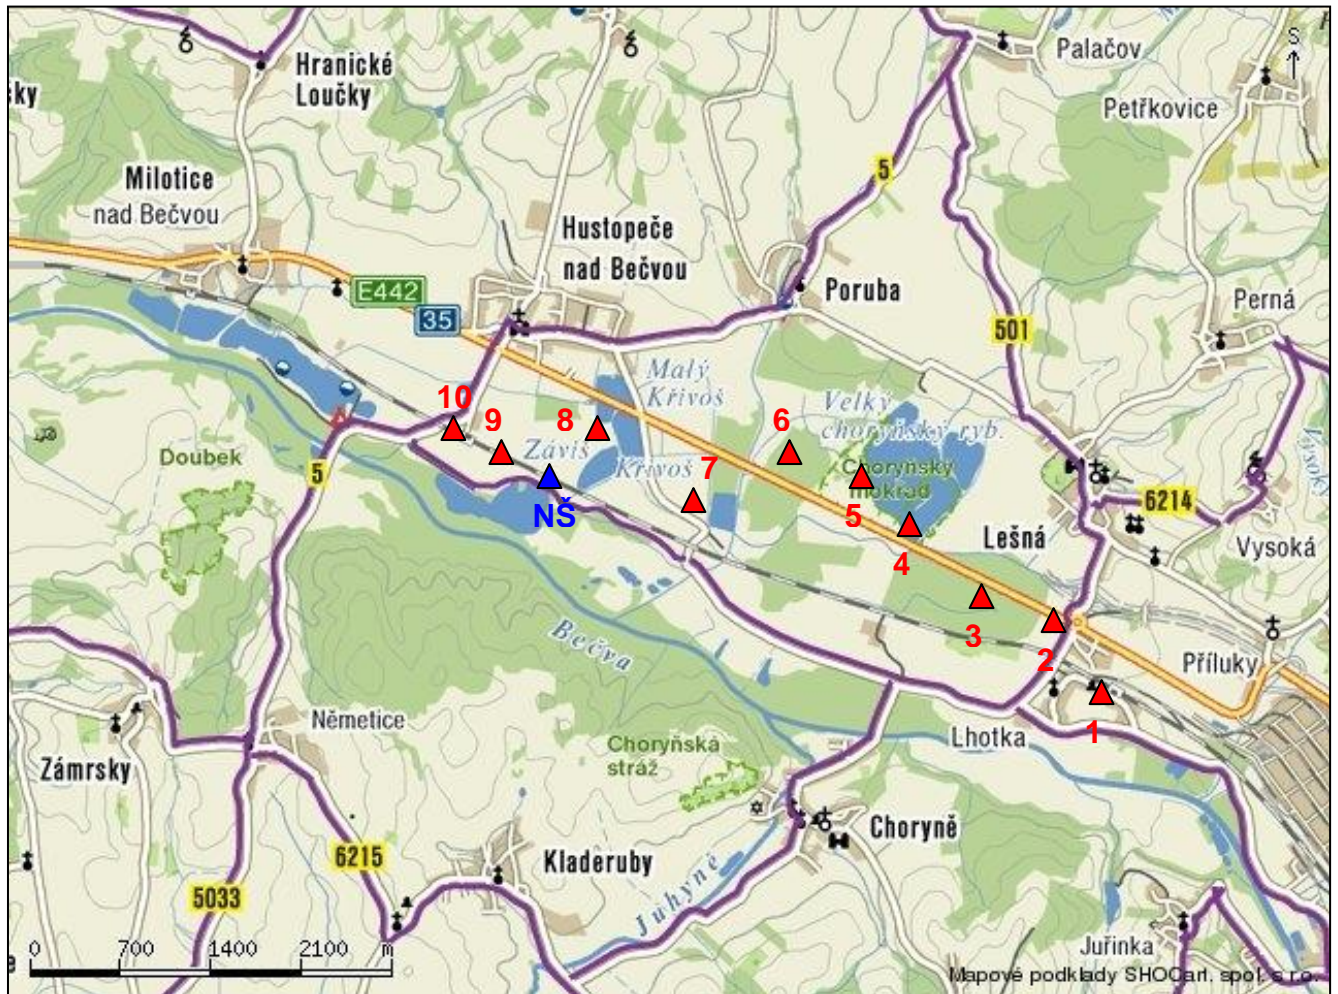 S
Hranické
Loučky
Palačov
sky
Petřkovice
Milotice
nad Bečvou
5
Hustopeče
nad Bečvou
Poruba
E442
35
501
Perná
Malý
Křivoš
10
9
8
6
Velký
choryňský ryb.
Záviš
Křivoš
7
Choryňský
mokřad
Doubek
5
NŠ
5
6214
Lešná
4
Vysoká
3
2
Bečva
Příluky
Němetice
1
Lhotka
Choryňská
stráž
Zámrsky
Choryně
6215
Kladeruby
5033
Juhyně
0 700 1400 2100 m
Juřinka
Mapové podklady SHOCart. spol. s r.o.